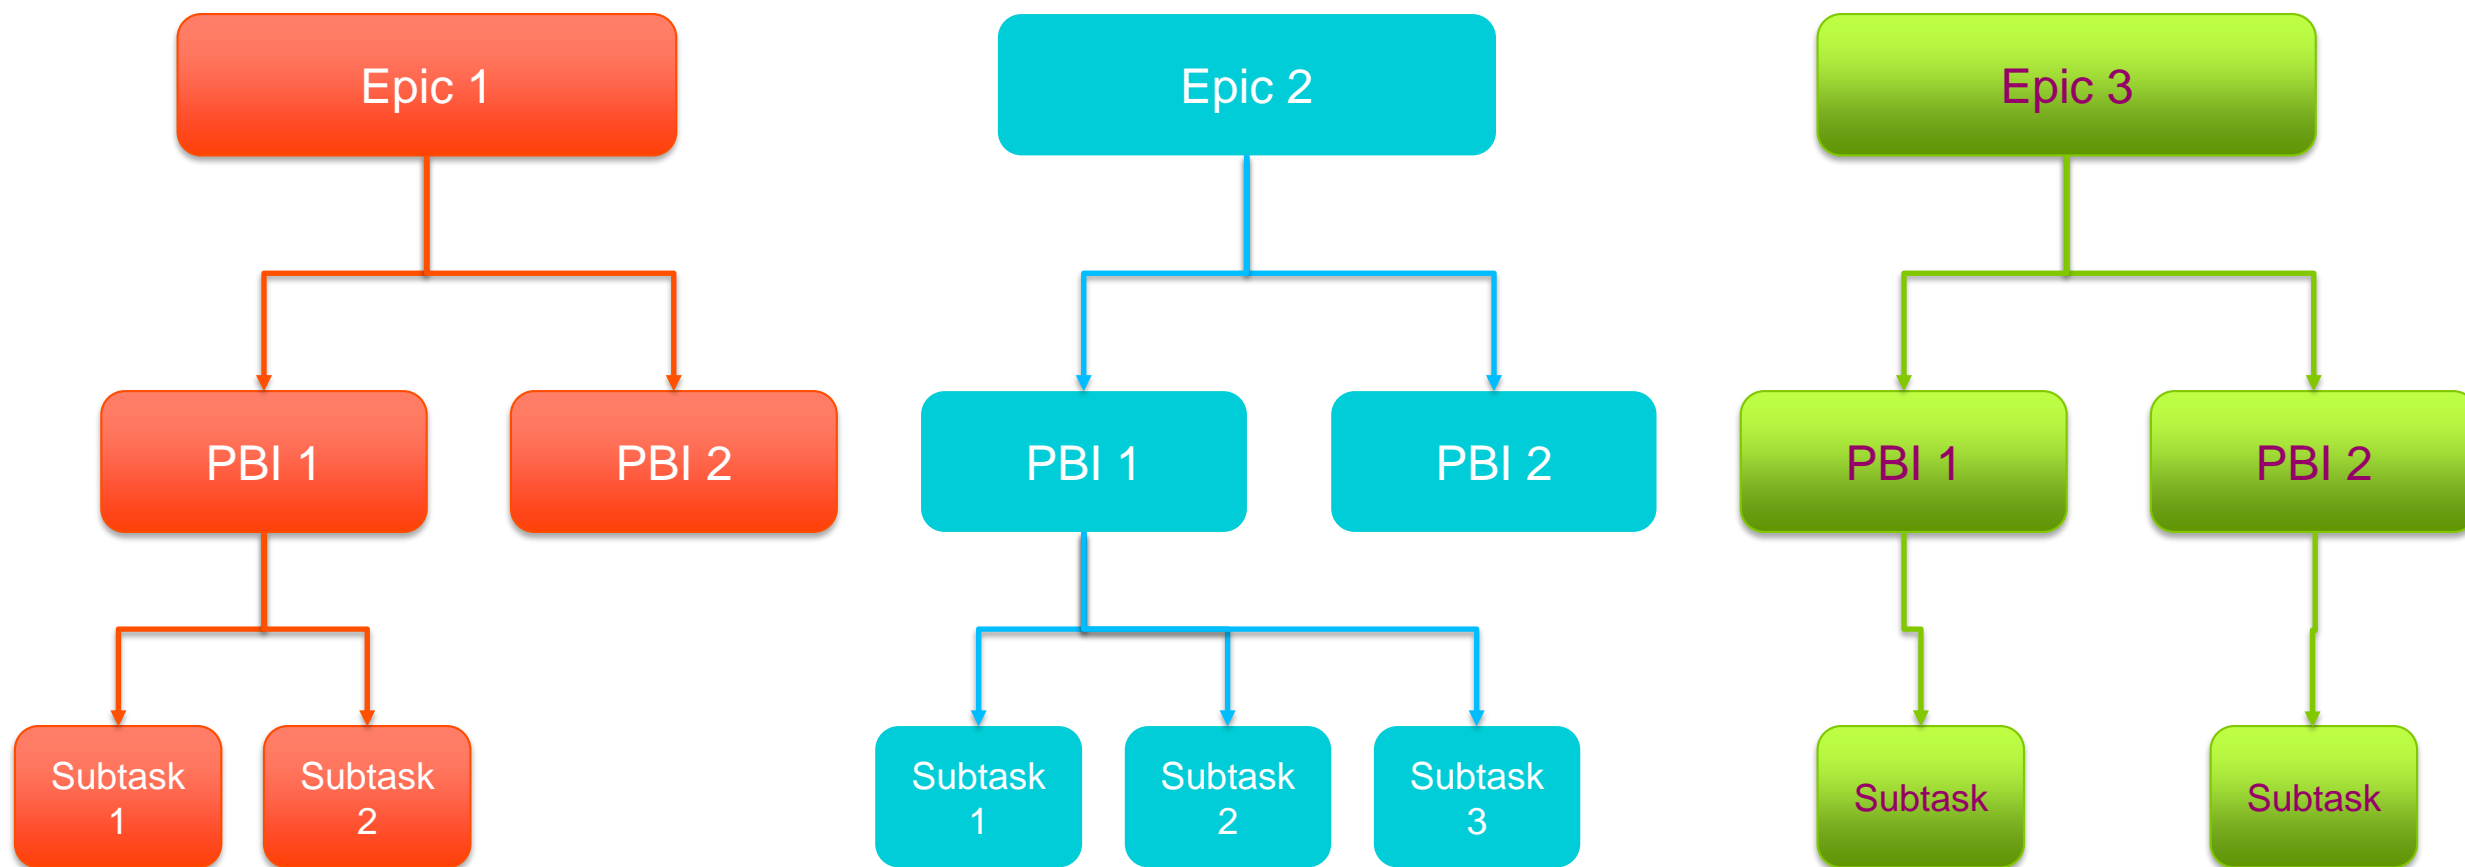 Epic 1
Epic 2
Epic 3
PBI 1
PBI 2
PBI 1
PBI 2
PBI 1
PBI 2
Subtask
1
Subtask
2
Subtask
1
Subtask
2
Subtask
3
Subtask
Subtask